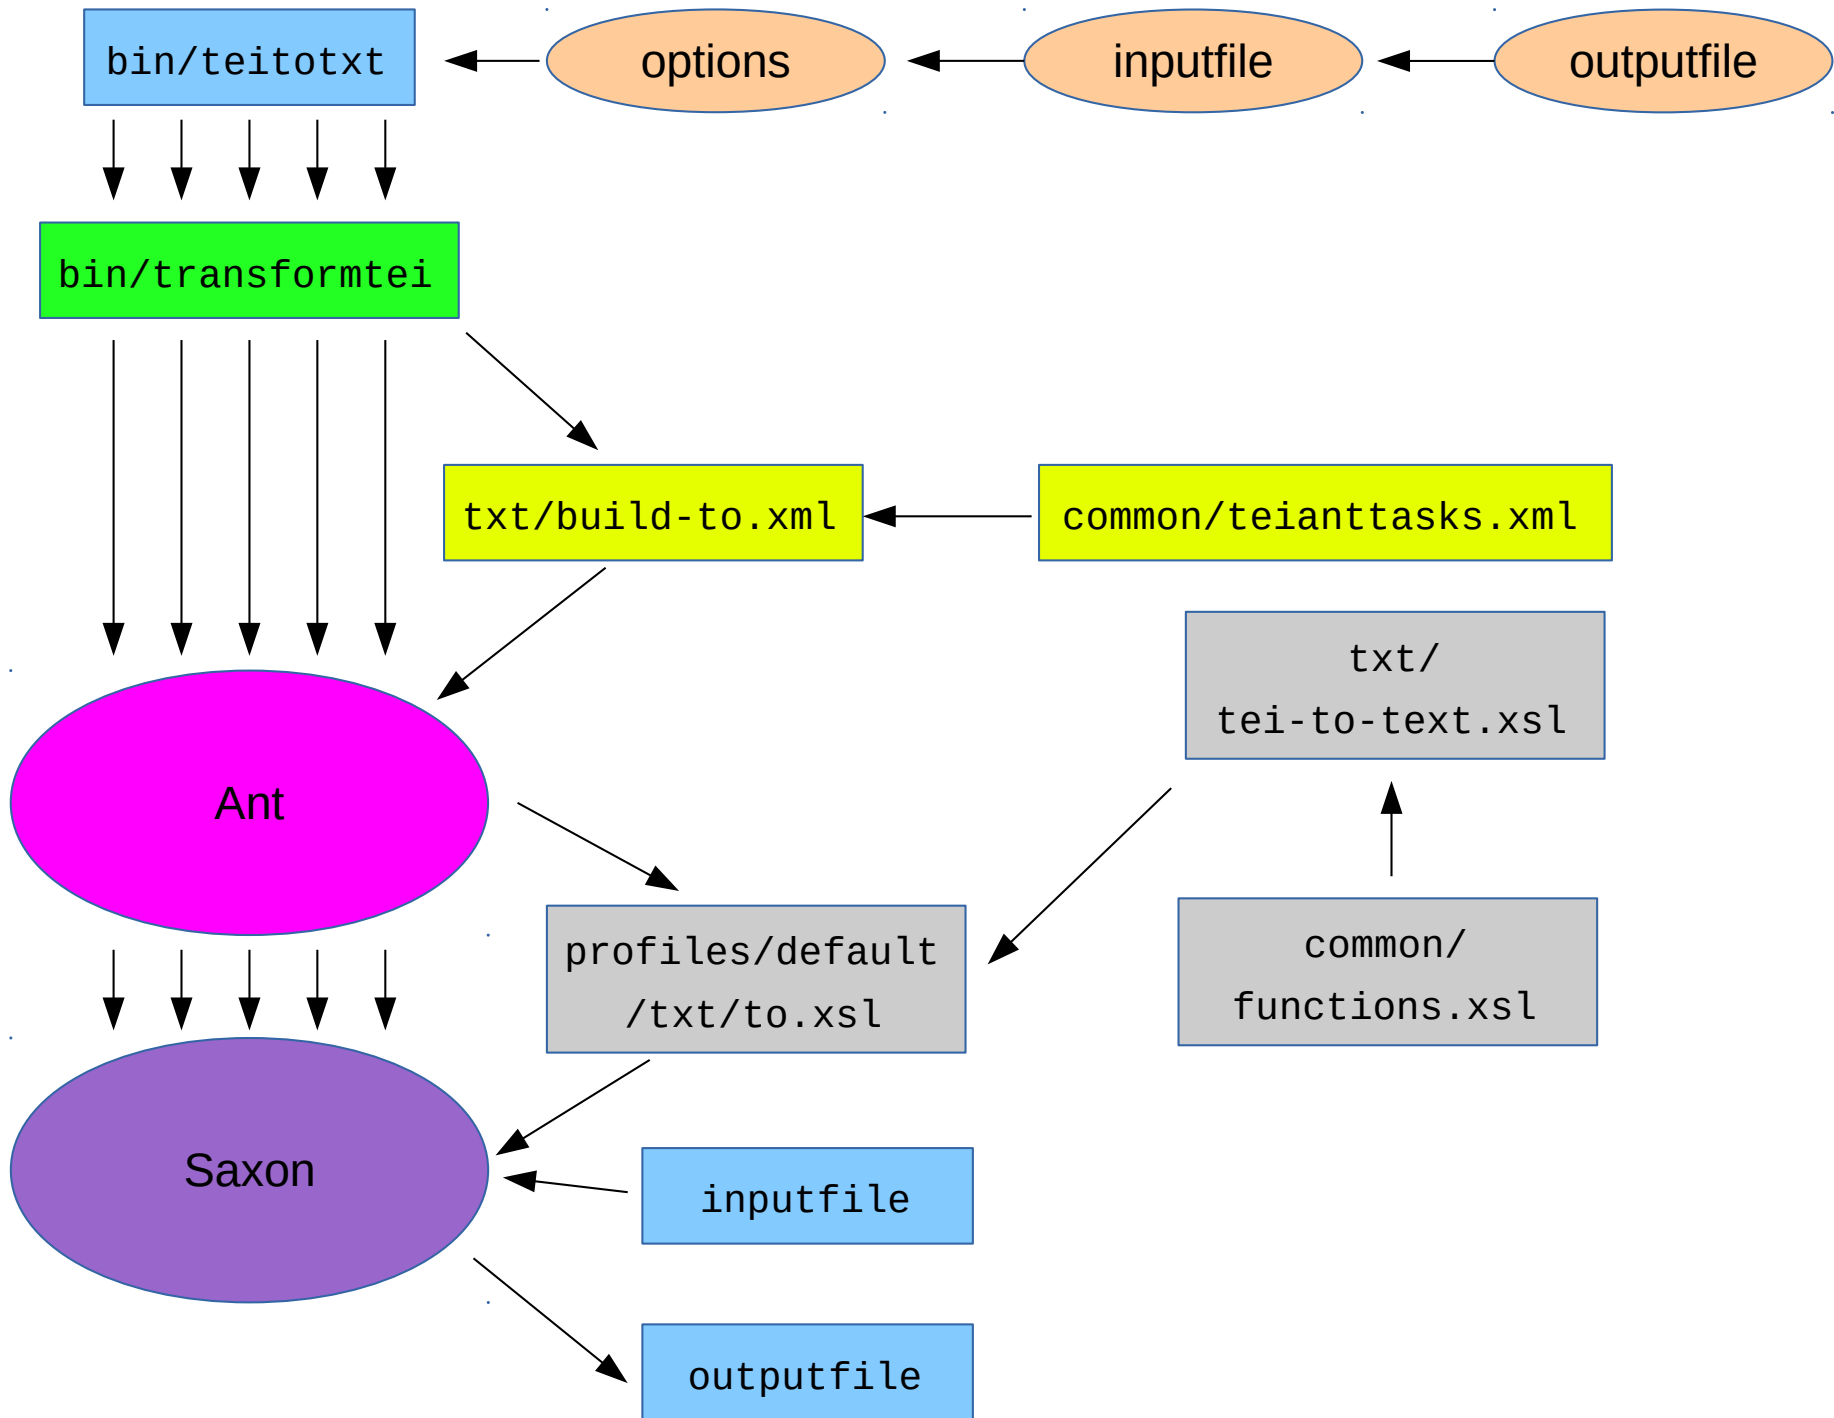 bin/teitotxt
options
inputfile
outputfile
bin/transformtei
txt/build-to.xml
common/teianttasks.xml
txt/
tei-to-text.xsl
Ant
profiles/default
/txt/to.xsl
common/
functions.xsl
Saxon
inputfile
outputfile